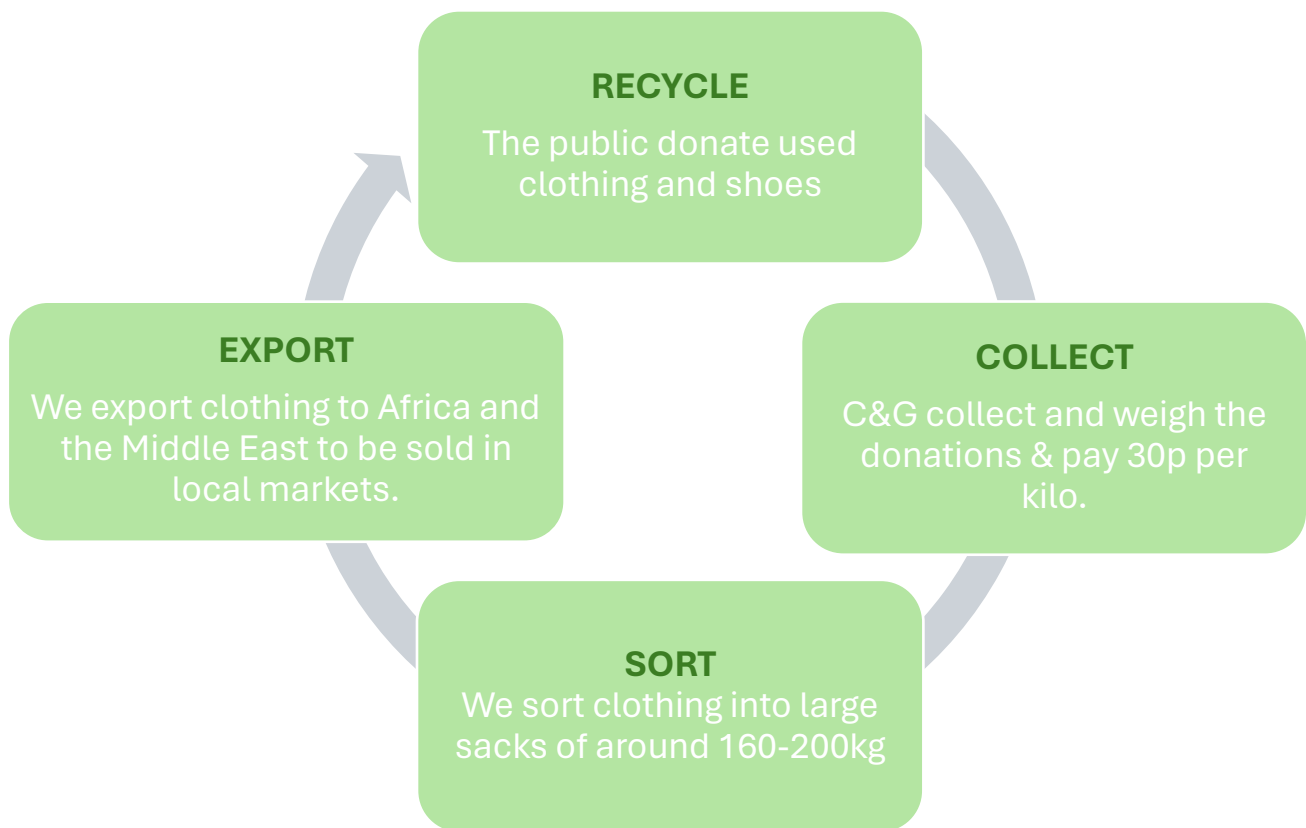 RECYCLE
The public donate used
clothing and shoes
COLLECT
C&G collect and weigh the
donations & pay 30p per
kilo.
SORT
We sort clothing into large
sacks of around 160-200kg
EXPORT
We export clothing to Africa and
the Middle East to be sold in
local markets.